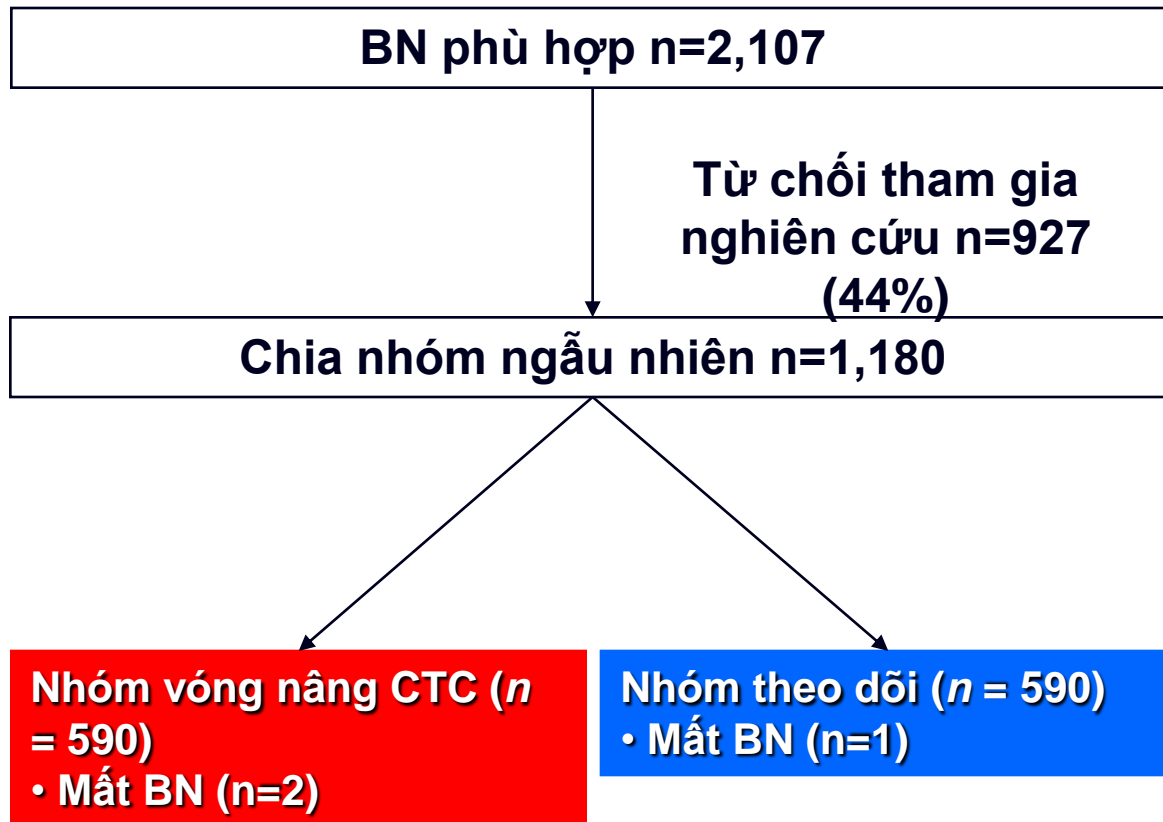 BN phù hợp n=2,107
Từ chối tham gia
nghiên cứu n=927
(44%)
Chia nhóm ngẫu nhiên n=1,180
Nhóm vóng nâng CTC (n
= 590)
• Mất BN (n=2)
Nhóm theo dõi (n = 590)
• Mất BN (n=1)